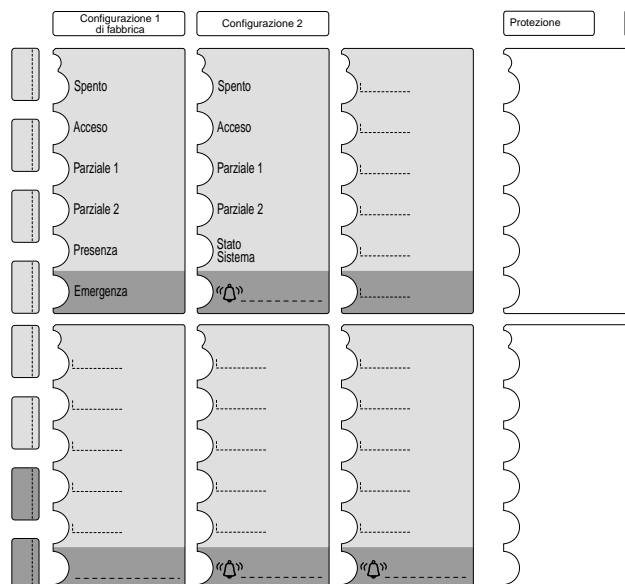 Configurazione 1
di fabbrica
Configurazione 2
Protezione
Spento
Acceso
Parziale 1
Parziale 2
Presenza
Emergenza
Spento
Acceso
Parziale 1
Parziale 2
Stato
Sistema